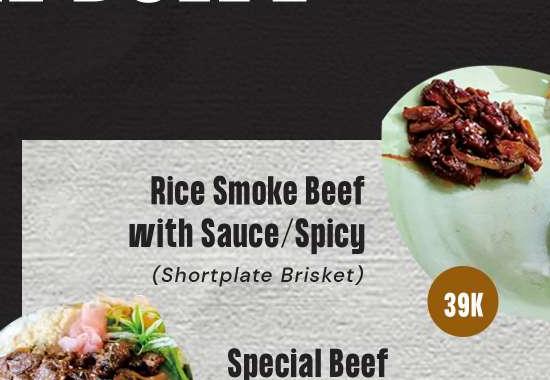 Rice Smoke Beef
with Sauce/Spicy
(Shortplate Brisket)
39K
Special Beef